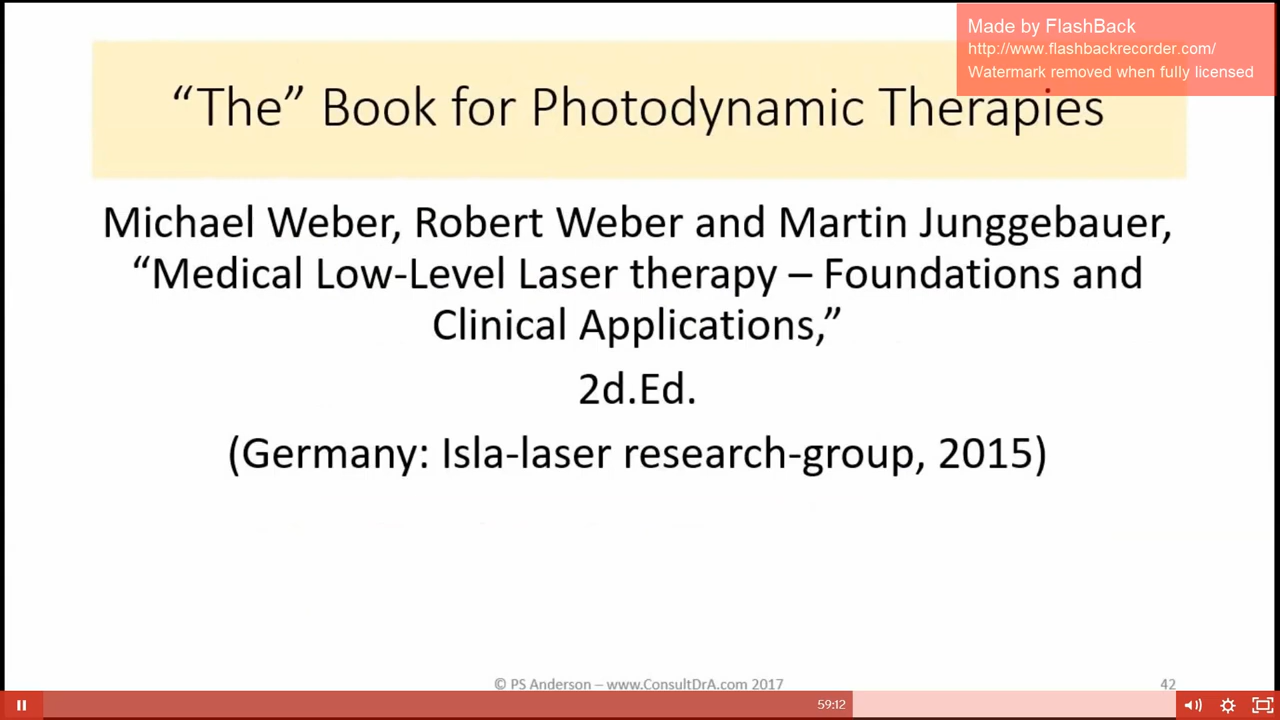 Made by FlashBack
http://www.flashbackrecorder.com/
Watermark removed when fully licensed
“The” Book for Photodynamic Therapies
Michael Weber, Robert Weber and Martin Junggebauer,
“Medical Low-Level Laser therapy – Foundations and
Clinical Applications,”
2d.Ed.
(Germany: Isla-laser research-group, 2015)
© PS Anderson – www.ConsultDrA.com 2017
42
59:12